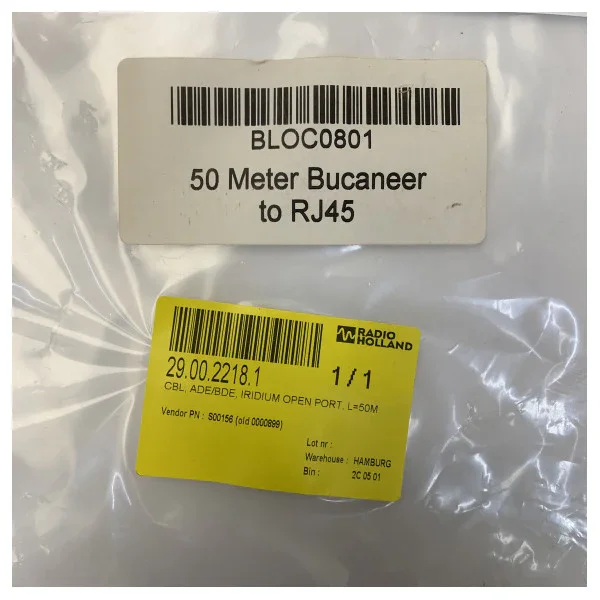 BLOC0801
50 Meter Bucaneer
to RJ45
RADIO
HOLLAND
29.00.2218.1
1 / 1
CBL, ADE/BDE, IRIDIUM OPEN PORT, L=50M
Vendor PN : S00156 (old 0000899)
Lot nr :
Warehouse : HAMBURG
Bin : 2C 05 01